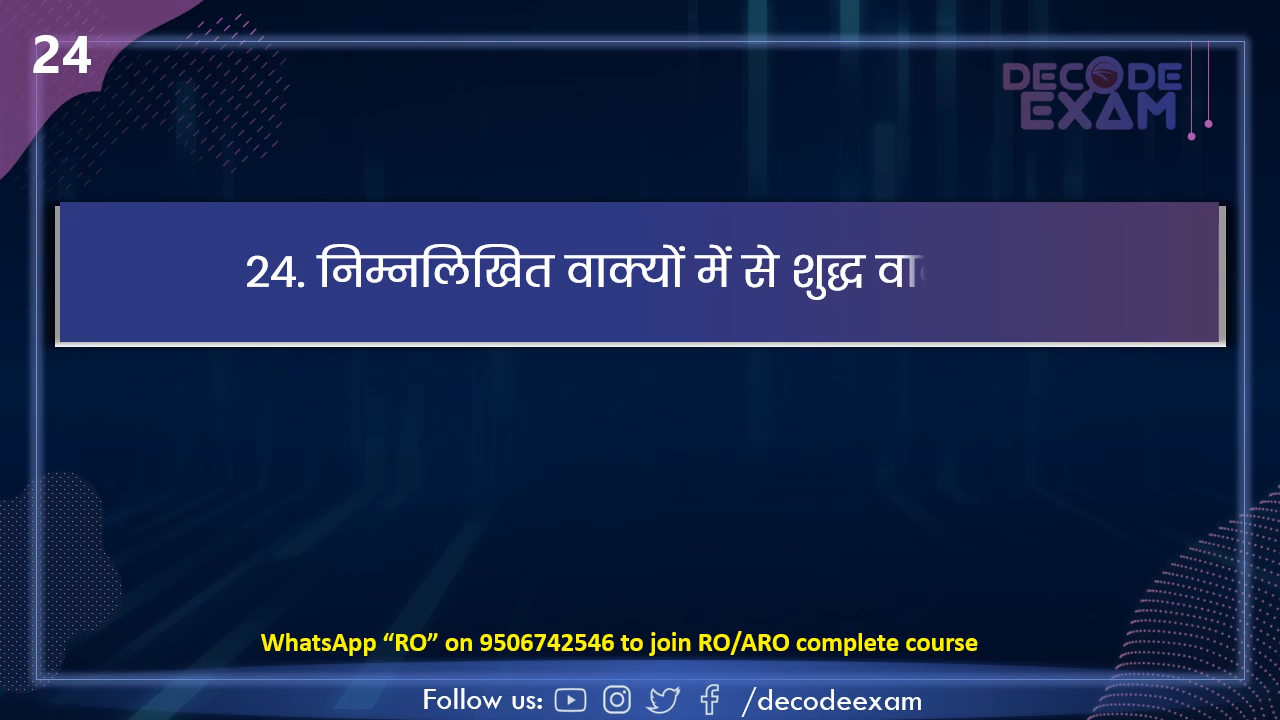 24
DECODE
EXAM
24. निम्नलिखित वाक्यों में से शुद्ध
WhatsApp “RO” on 9506742546 to join RO/ARO complete course
Follow us: /decodeexam